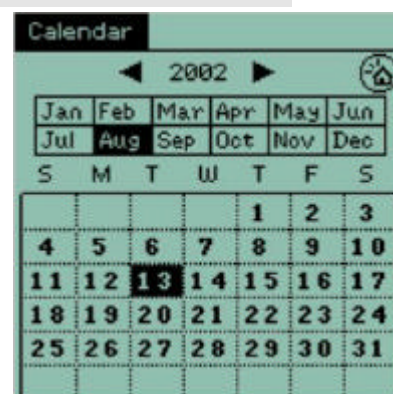 Calendar
◀ 2002 ▶
Jan Feb Mar Apr May Jun
Jul Aug Sep Oct Nov Dec
S M T W T F S
1 2 3
4 5 6 7 8 9 10
11 12 13 14 15 16 17
18 19 20 21 22 23 24
25 26 27 28 29 30 31